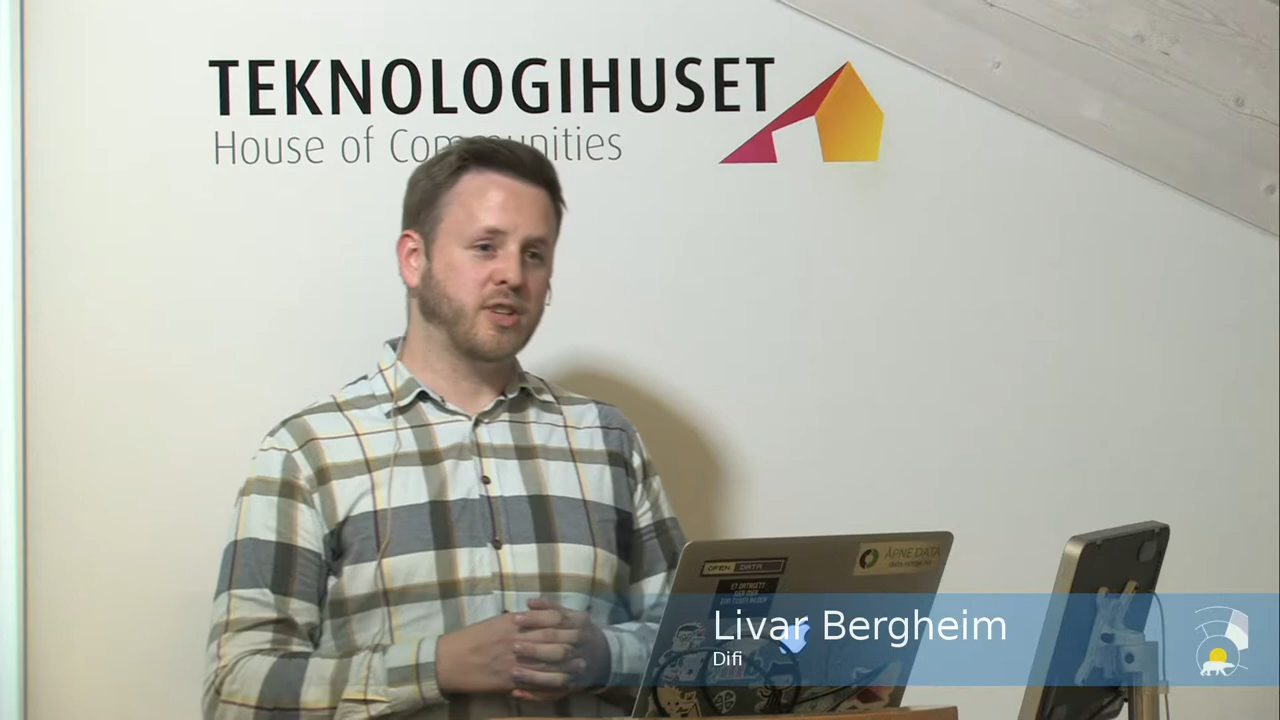 TEKNOLOGIHUSET
House of Communities
OPEN DATA
ÅPNE DATA
Livar Bergheim
Difi